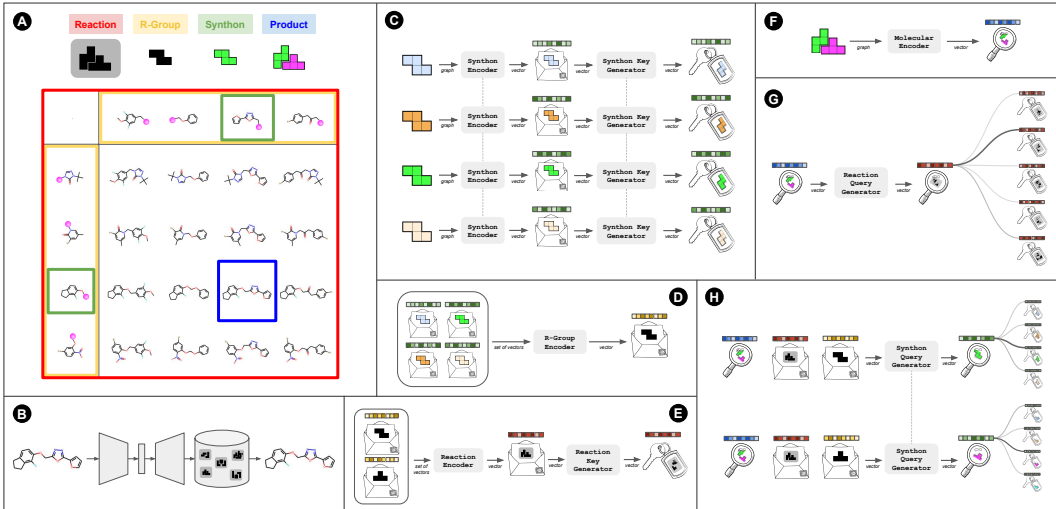 A
Reaction
R-Group
Synthon
Product
B
C
graph
Synthon
Encoder
vector
Synthon Key
Generator
vector
graph
Synthon
Encoder
vector
Synthon Key
Generator
vector
graph
Synthon
Encoder
vector
Synthon Key
Generator
vector
graph
Synthon
Encoder
vector
Synthon Key
Generator
vector
D
set of vectors
R-Group
Encoder
vector
E
set of
vectors
Reaction
Encoder
vector
Reaction
Key
Generator
vector
F
graph
Molecular
Encoder
vector
G
vector
Reaction
Query
Generator
vector
H
vector
Synthon
Query
Generator
vector
vector
Synthon
Query
Generator
vector